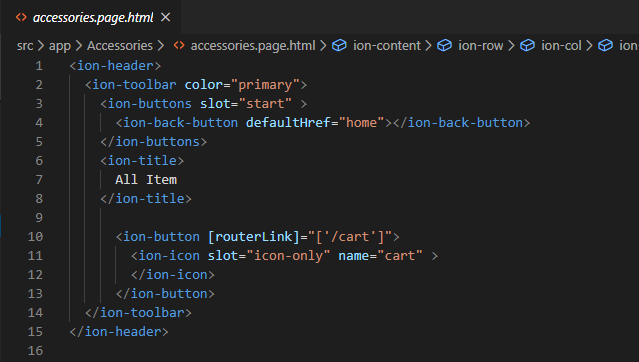 <> accessories.page.html ×
src > app > Accessories > <> accessories.page.html > ion-content > ion-row > ion-col > ion
1 <ion-header>
2 <ion-toolbar color="primary">
3 <ion-buttons slot="start" >
4 <ion-back-button defaultHref="home"></ion-back-button>
5 </ion-buttons>
6 <ion-title>
7 All Item
8 </ion-title>
9
10 <ion-button [routerLink]="['/cart']">
11 <ion-icon slot="icon-only" name="cart" >
12 </ion-icon>
13 </ion-button>
14 </ion-toolbar>
15 </ion-header>
16